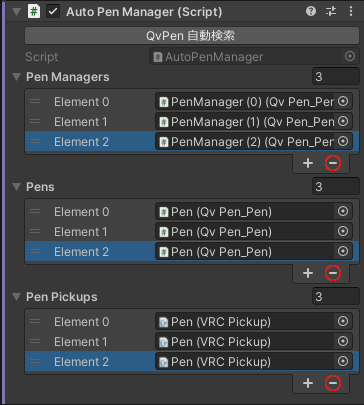 Auto Pen Manager (Script)
QvPen 自動検索
Script AutoPenManager
Pen Managers 3
Element 0 PenManager (0) (Qv Pen_Pen
Element 1 PenManager (1) (Qv Pen_Pen
Element 2 PenManager (2) (Qv Pen_Pen
Pens 3
Element 0 Pen (Qv Pen_Pen)
Element 1 Pen (Qv Pen_Pen)
Element 2 Pen (Qv Pen_Pen)
Pen Pickups 3
Element 0 Pen (VRC Pickup)
Element 1 Pen (VRC Pickup)
Element 2 Pen (VRC Pickup)